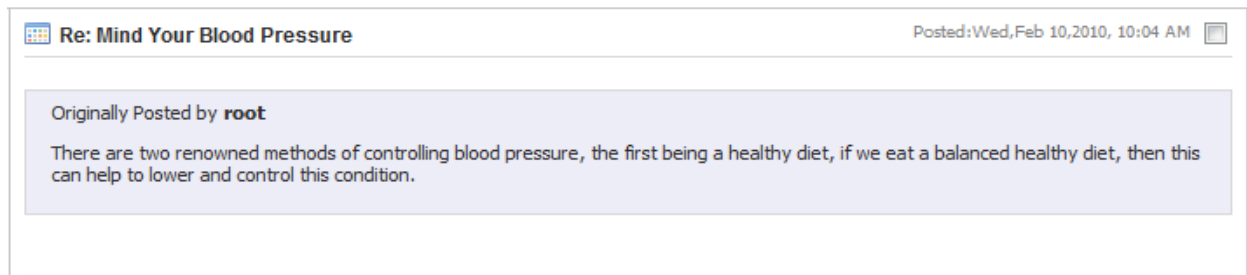 Re: Mind Your Blood Pressure
Posted:Wed,Feb 10,2010, 10:04 AM
Originally Posted by root
There are two renowned methods of controlling blood pressure, the first being a healthy diet, if we eat a balanced healthy diet, then this
can help to lower and control this condition.